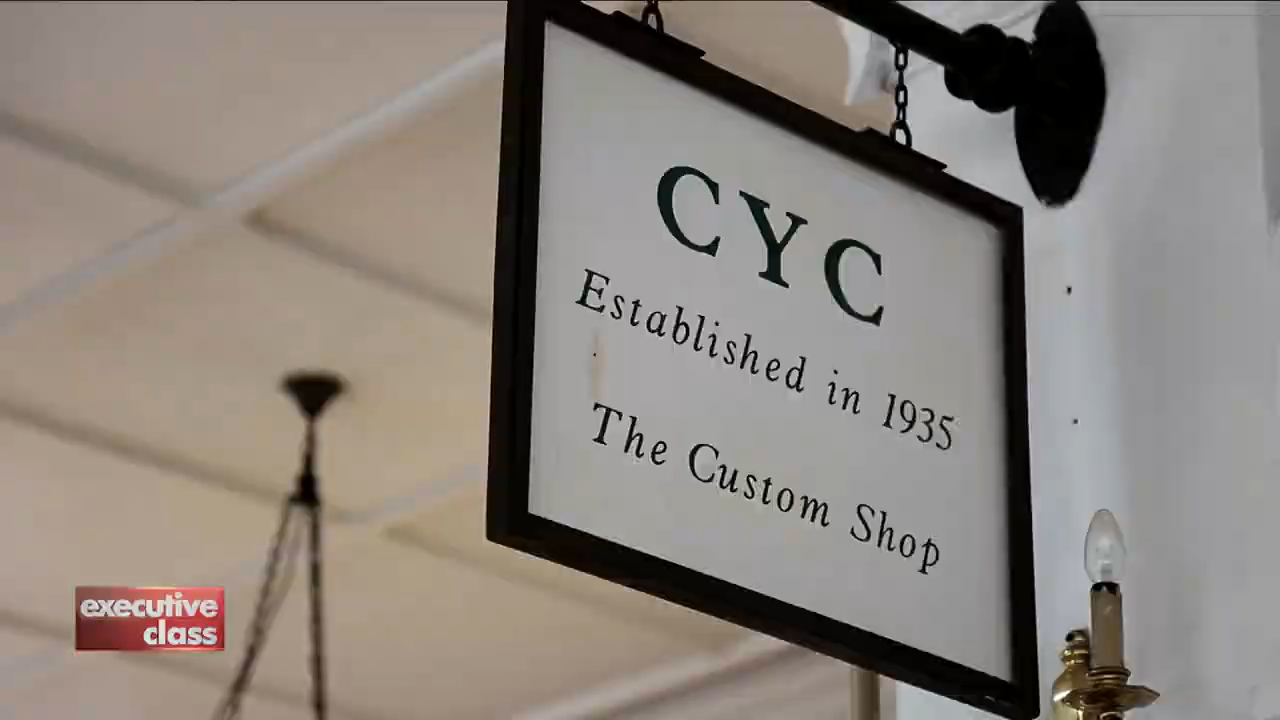 CYC
Established in 1935
The Custom Shop
executive
class